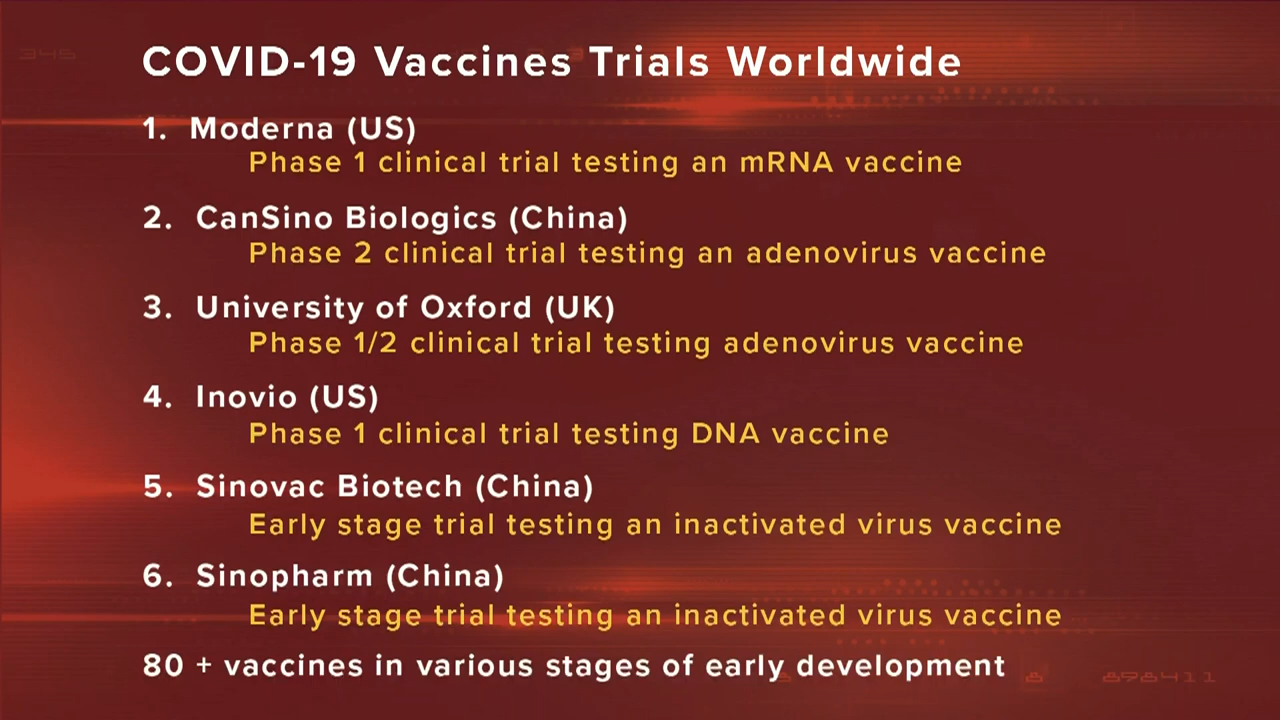 COVID-19 Vaccines Trials Worldwide
1. Moderna (US)
Phase 1 clinical trial testing an mRNA vaccine
2. CanSino Biologics (China)
Phase 2 clinical trial testing an adenovirus vaccine
3. University of Oxford (UK)
Phase 1/2 clinical trial testing adenovirus vaccine
4. Inovio (US)
Phase 1 clinical trial testing DNA vaccine
5. Sinovac Biotech (China)
Early stage trial testing an inactivated virus vaccine
6. Sinopharm (China)
Early stage trial testing an inactivated virus vaccine
80 + vaccines in various stages of early development